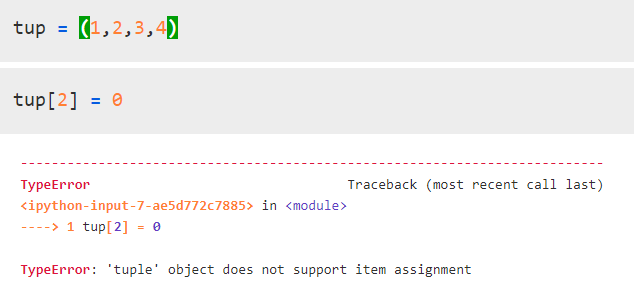 tup = (1,2,3,4)
tup[2] = 0
---------------------------------------------------------------------------
TypeError Traceback (most recent call last)
<ipython-input-7-ae5d772c7885> in <module>
----> 1 tup[2] = 0
TypeError: 'tuple' object does not support item assignment